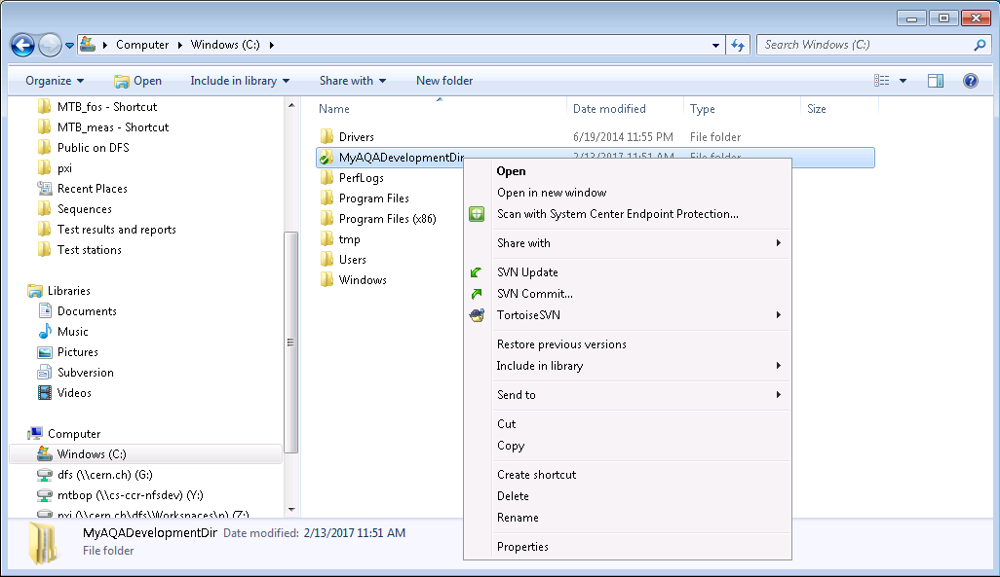 Computer Windows (C:)
Search Windows (C:)
Organize Open Include in library Share with New folder
MTB_fos - Shortcut
MTB_meas - Shortcut
Public on DFS
pxi
Recent Places
Sequences
Test results and reports
Test stations
Libraries
Documents
Music
Pictures
Subversion
Videos
Computer
Windows (C:)
dfs (\\cern.ch) (G:)
mtbop (\\cs-ccr-nfsdev) (Y:)
pxi (\\cern.ch\dfs\Workspaces\p) (Z:)
Name Date modified Type Size
Drivers 6/19/2014 11:55 PM File folder
MyAQADevelopmentDir 2/13/2017 11:51 AM File folder
PerfLogs
Program Files
Program Files (x86)
tmp
Users
Windows
Open
Open in new window
Scan with System Center Endpoint Protection...
Share with
SVN Update
SVN Commit...
TortoiseSVN
Restore previous versions
Include in library
Send to
Cut
Copy
Create shortcut
Delete
Rename
Properties
MyAQADevelopmentDir Date modified: 2/13/2017 11:51 AM
File folder